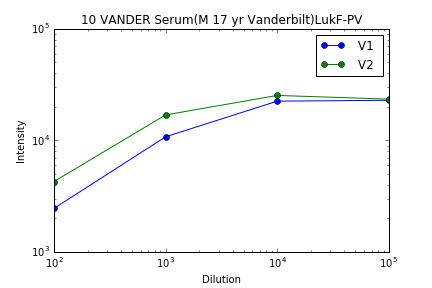 10 VANDER Serum(M 17 yr Vanderbilt)LukF-PV
V1
V2
Intensity
10^5
10^4
10^3
10^2 10^3 10^4 10^5
Dilution